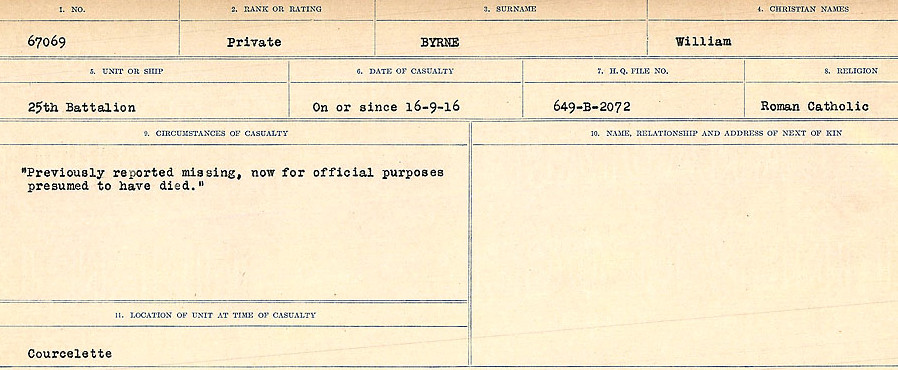 1. NO. 2. RANK OR RATING 3. SURNAME 4. CHRISTIAN NAMES
67069 Private BYRNE William
5. UNIT OR SHIP 6. DATE OF CASUALTY 7. H.Q. FILE NO. 8. RELIGION
25th Battalion On or since 16-9-16 649-B-2072 Roman Catholic
9. CIRCUMSTANCES OF CASUALTY 10. NAME, RELATIONSHIP AND ADDRESS OF NEXT OF KIN
"Previously reported missing, now for official purposes
presumed to have died."
11. LOCATION OF UNIT AT TIME OF CASUALTY
Courcelette